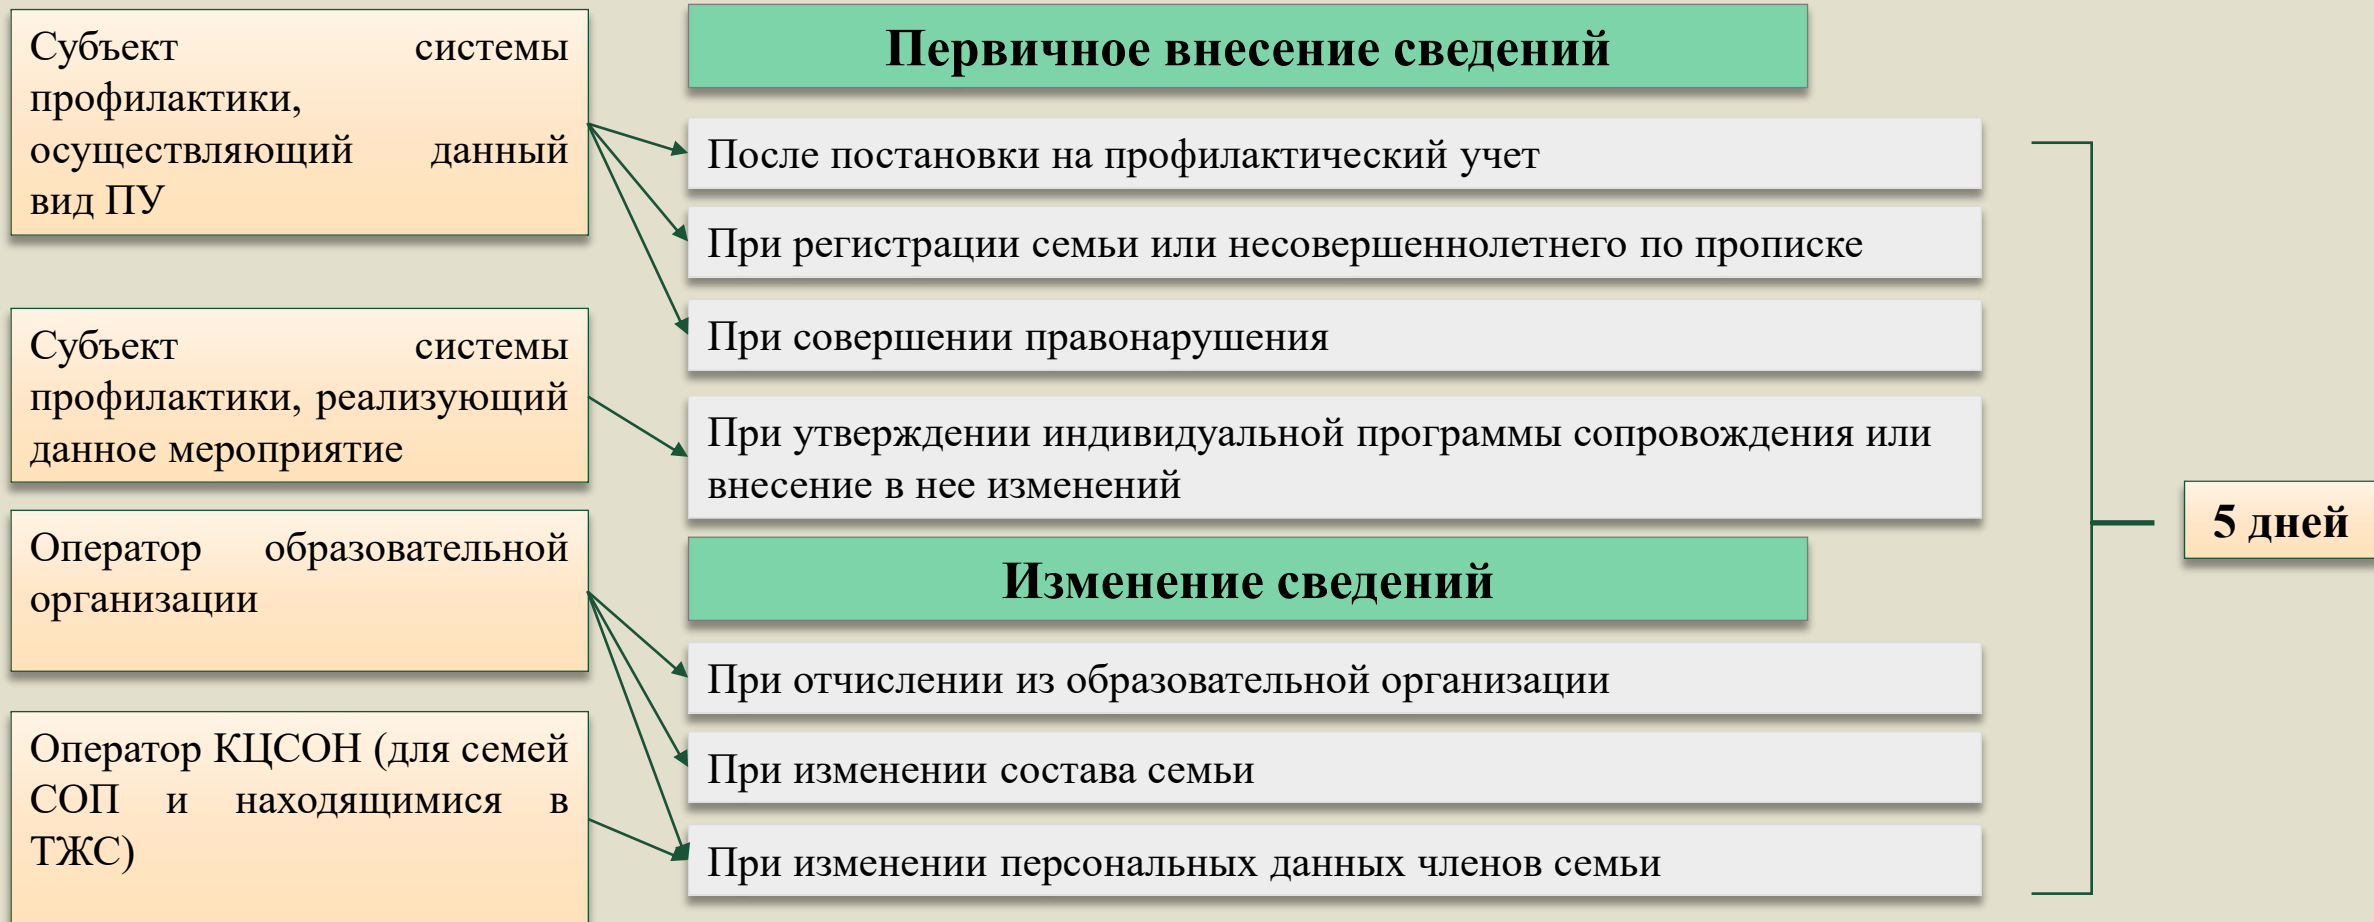 Субъект системы
профилактики,
осуществляющий данный
вид ПУ
Субъект системы
профилактики, реализующий
данное мероприятие
Оператор образовательной
организации
Оператор КЦСОН (для семей
СОП и находящимися в
ТЖС)
Первичное внесение сведений
После постановки на профилактический учет
При регистрации семьи или несовершеннолетнего по прописке
При совершении правонарушения
При утверждении индивидуальной программы сопровождения или
внесение в нее изменений
Изменение сведений
При отчислении из образовательной организации
При изменении состава семьи
При изменении персональных данных членов семьи
5 дней